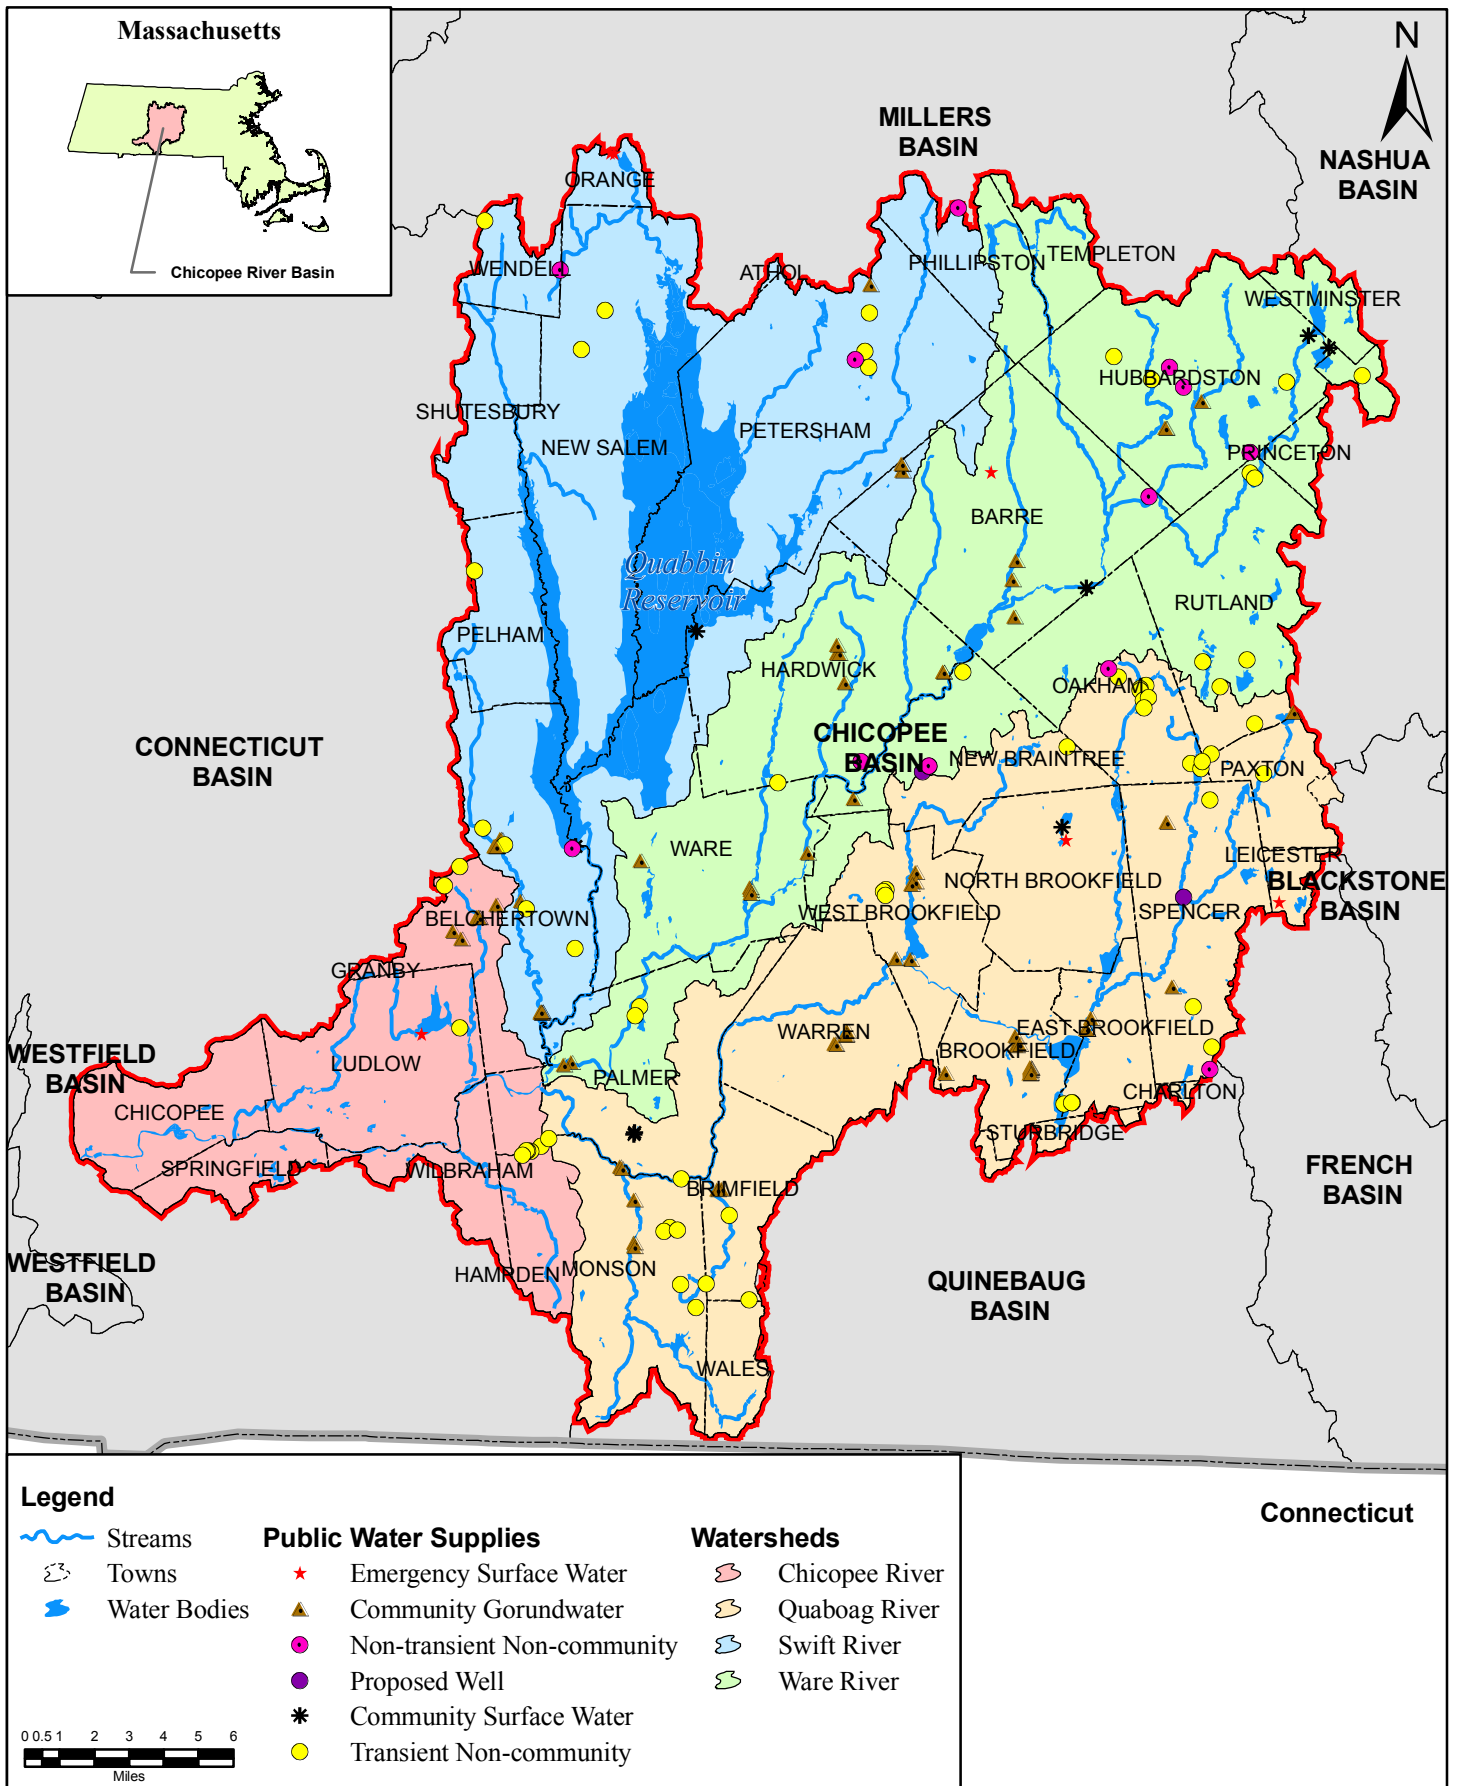 Massachusetts
Chicopee River Basin
N
MILLERS
BASIN
NASHUA
BASIN
ORANGE
WENDELL
ATHOL
PHILLIPSTON
TEMPLETON
WESTMINSTER
HUBBARDSTON
SHUTESBURY
NEW SALEM
PETERSHAM
PRINCETON
BARRE
Quabbin
Reservoir
RUTLAND
PELHAM
HARDWICK
OAKHAM
CHICOPEE
BASIN
CONNECTICUT
BASIN
NEW BRAINTREE
PAXTON
WARE
LEICESTER
NORTH BROOKFIELD
BLACKSTONE
BASIN
WEST BROOKFIELD
SPENCER
BELCHERTOWN
GRANBY
WARREN
EAST BROOKFIELD
BROOKFIELD
WESTFIELD
BASIN
LUDLOW
PALMER
CHARLTON
CHICOPEE
STURBRIDGE
SPRINGFIELD
WILBRAHAM
FRENCH
BASIN
BRIMFIELD
WESTFIELD
BASIN
HAMPDEN
MONSON
QUINEBAUG
BASIN
WALES
Connecticut
Legend
Streams
Towns
Water Bodies
Public Water Supplies
Emergency Surface Water
Community Gorundwater
Non-transient Non-community
Proposed Well
Community Surface Water
Transient Non-community
Watersheds
Chicopee River
Quaboag River
Swift River
Ware River
0 0.5 1 2 3 4 5 6
Miles